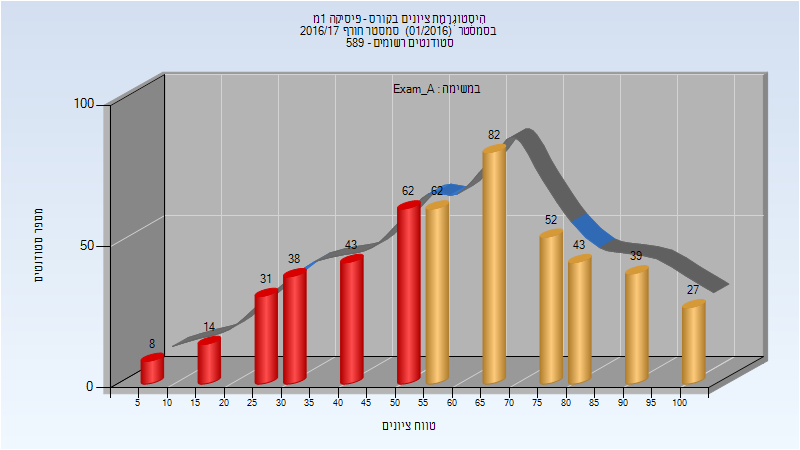 היסטוגרמת ציונים בקורס - פיסיקה 1מ
בסמסטר (01/2016) סמסטר חורף 2016/17
סטודנטים רשומים - 589
במשימה : Exam_A
מספר סטודנטים
100
50
0
8
14
31
38
43
62
62
82
52
43
39
27
5 10 15 20 25 30 35 40 45 50 55 60 65 70 75 80 85 90 95 100
טווח ציונים